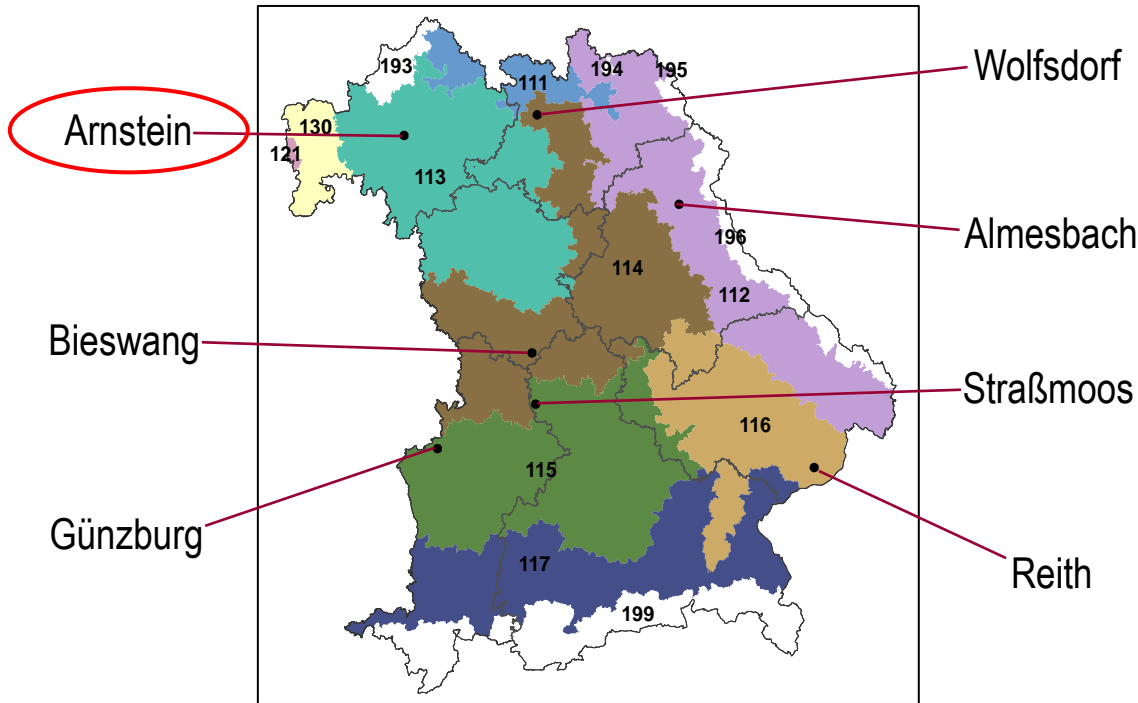 193
194
195
Wolfsdorf
111
Arnstein
130
121
113
Almesbach
196
114
112
Bieswang
Straßmoos
116
115
Günzburg
117
Reith
199